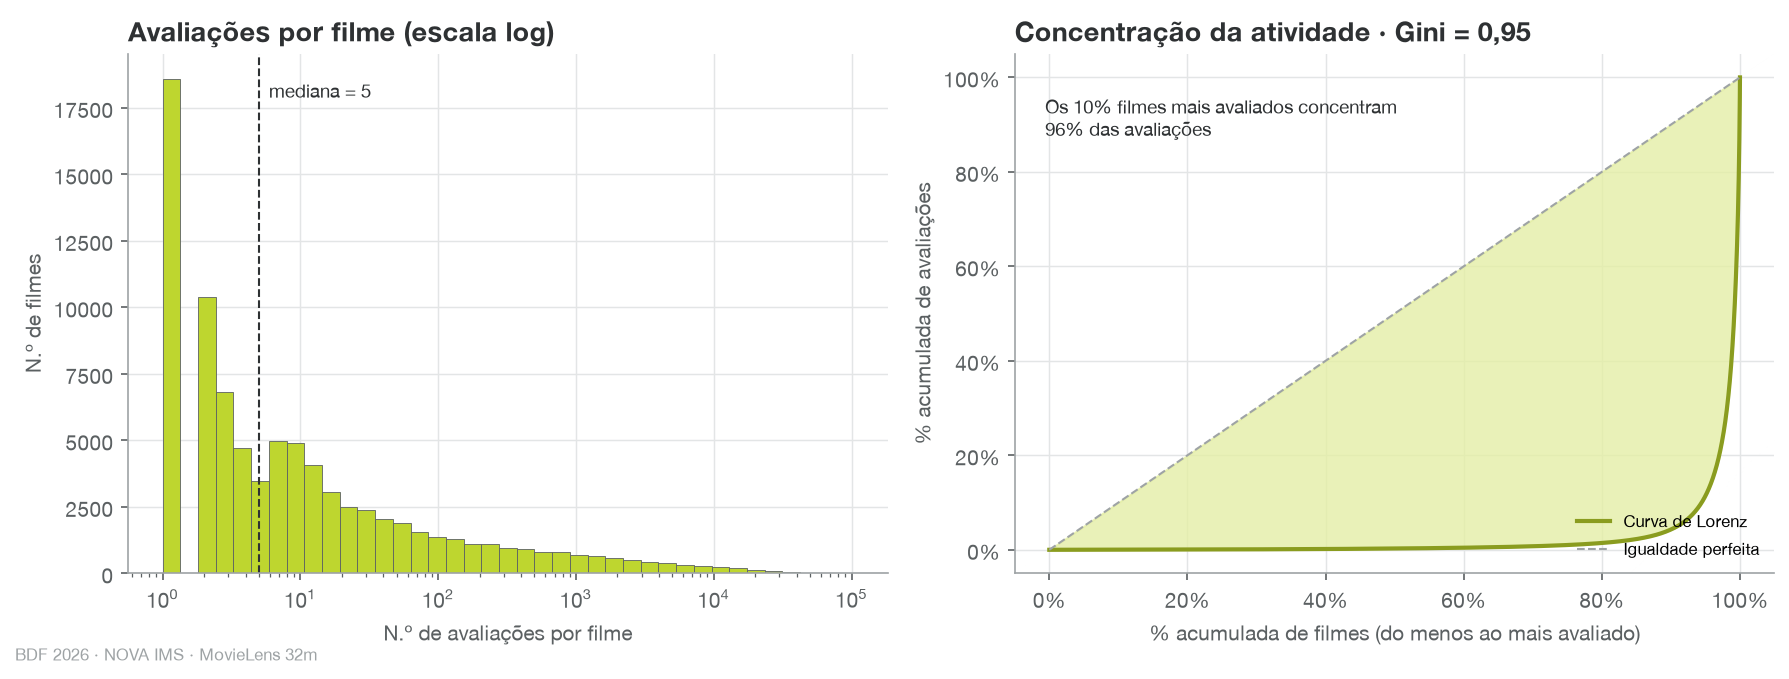 Avaliações por filme (escala log)
mediana = 5
17500
15000
12500
10000
7500
5000
2500
0
N.º de filmes
10⁰
10¹
10²
10³
10⁴
10⁵
N.º de avaliações por filme
Concentração da atividade · Gini = 0,95
Os 10% filmes mais avaliados concentram
96% das avaliações
100%
80%
60%
40%
20%
0%
% acumulada de avaliações
Curva de Lorenz
Igualdade perfeita
0%
20%
40%
60%
80%
100%
% acumulada de filmes (do menos ao mais avaliado)
BDF 2026 · NOVA IMS · MovieLens 32m